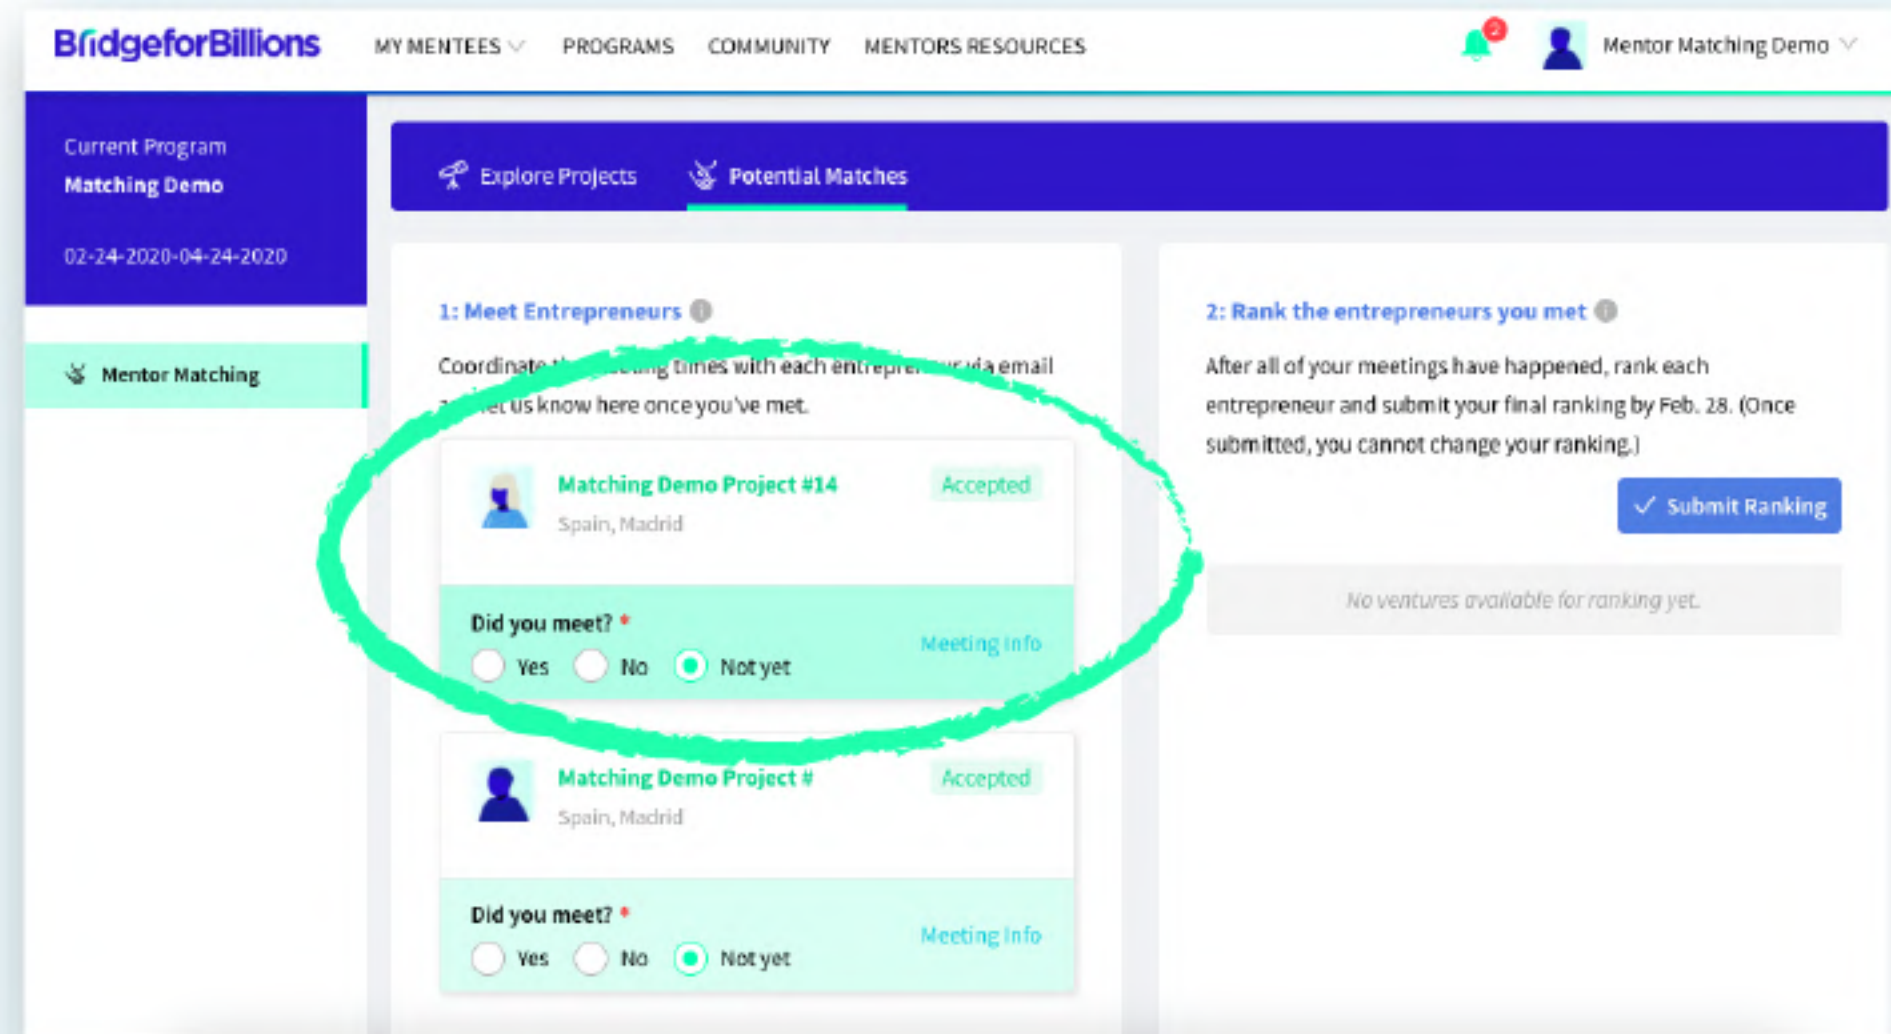 BridgeforBillions
MY MENTEES
PROGRAMS
COMMUNITY
MENTORS RESOURCES
2
Mentor Matching Demo
Current Program
Matching Demo
02-24-2020-04-24-2020
Mentor Matching
Explore Projects
Potential Matches
1: Meet Entrepreneurs
Coordinate times with each entrepreneur via email
let us know here once you've met.
Matching Demo Project #14
Accepted
Spain, Madrid
Did you meet? *
Yes
No
Not yet
Meeting Info
Matching Demo Project #
Accepted
Spain, Madrid
Did you meet? *
Yes
No
Not yet
Meeting Info
2: Rank the entrepreneurs you met
After all of your meetings have happened, rank each
entrepreneur and submit your final ranking by Feb. 28. (Once
submitted, you cannot change your ranking.)
Submit Ranking
No ventures available for ranking yet.